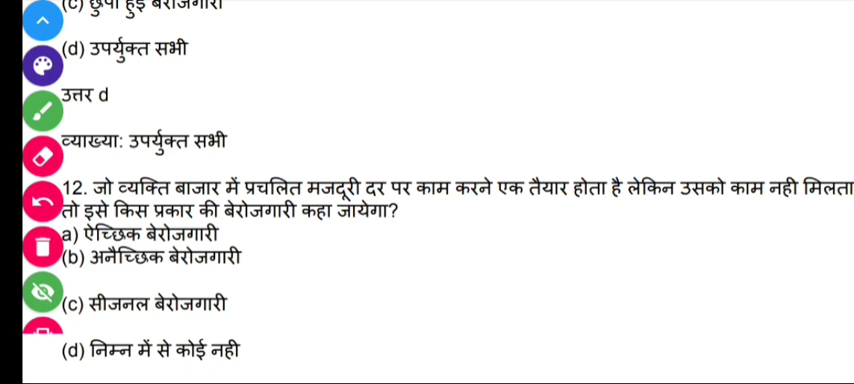 (c) छुपी हुई बेरोजगारी
(d) उपर्युक्त सभी
उत्तर d
व्याख्या: उपर्युक्त सभी
12. जो व्यक्ति बाजार में प्रचलित मजदूरी दर पर काम करने एक तैयार होता है लेकिन उसको काम नही मिलता
तो इसे किस प्रकार की बेरोजगारी कहा जायेगा?
a) ऐच्छिक बेरोजगारी
(b) अनैच्छिक बेरोजगारी
(c) सीजनल बेरोजगारी
(d) निम्न में से कोई नही